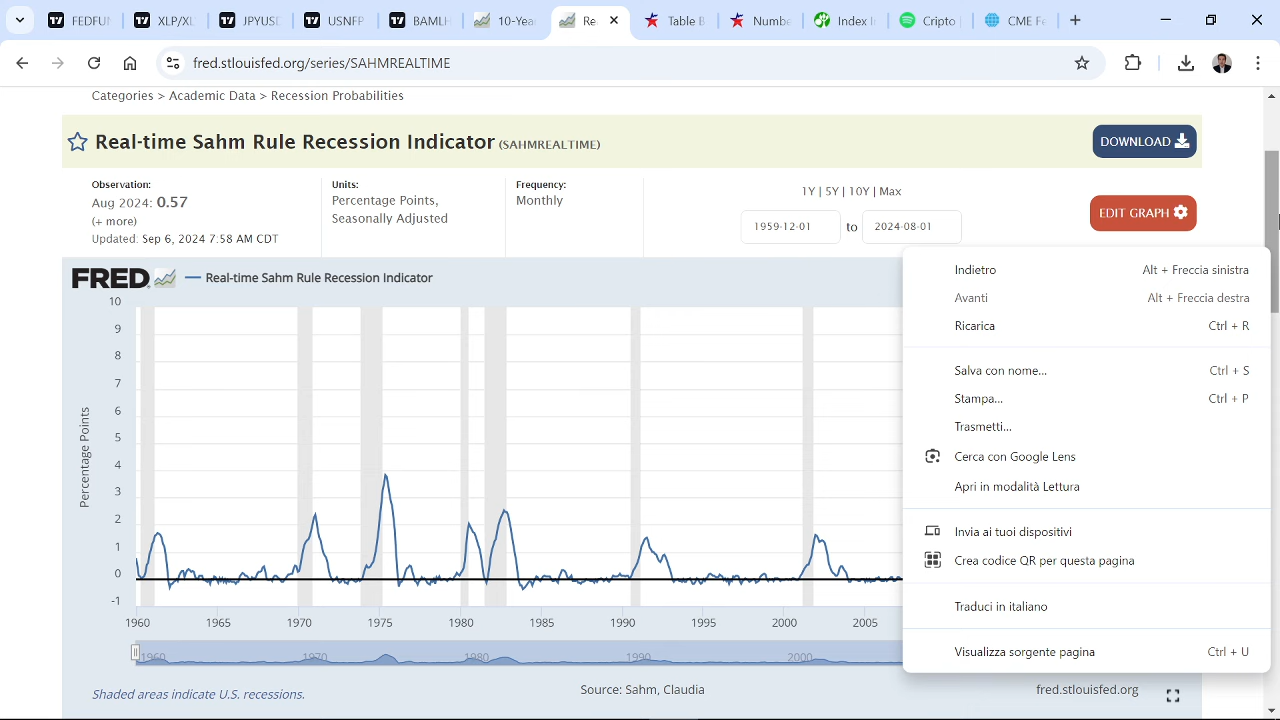 FEDFUN
XLP/XL
JPYUSD
USNFP
BAMLH
10-Yea
Re
Table B
Numbe
Index I
Cripto
CME Fe
fred.stlouisfed.org/series/SAHMREALTIME
Categories > Academic Data > Recession Probabilities
Real-time Sahm Rule Recession Indicator (SAHMREALTIME)
DOWNLOAD
Observation:
Aug 2024: 0.57
(+ more)
Updated: Sep 6, 2024 7:58 AM CDT
Units:
Percentage Points,
Seasonally Adjusted
Frequency:
Monthly
1Y | 5Y | 10Y | Max
1959-12-01 to 2024-08-01
EDIT GRAPH
FRED
Real-time Sahm Rule Recession Indicator
10
9
8
7
6
5
4
3
2
1
0
-1
Percentage Points
1960 1965 1970 1975 1980 1985 1990 1995 2000 2005
1960 1970 1980 1990 2000
Shaded areas indicate U.S. recessions.
Source: Sahm, Claudia
fred.stlouisfed.org
Indietro Alt + Freccia sinistra
Avanti Alt + Freccia destra
Ricarica Ctrl + R
Salva con nome... Ctrl + S
Stampa... Ctrl + P
Trasmetti...
Cerca con Google Lens
Apri in modalità Lettura
Invia ai tuoi dispositivi
Crea codice QR per questa pagina
Traduci in italiano
Visualizza sorgente pagina Ctrl + U